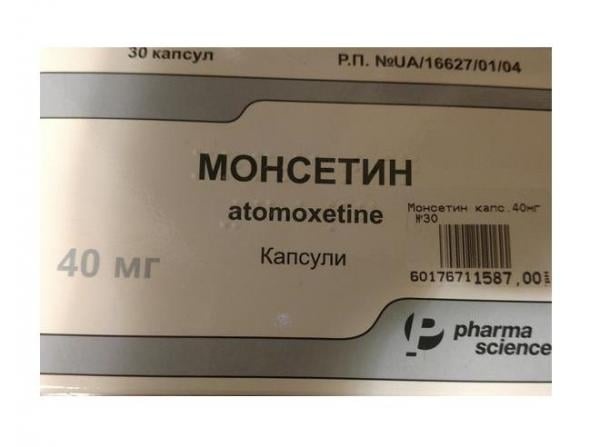 30 капсул
Р.П. №UA/16627/01/04
МОНСЕТИН
atomoxetine
Капсули
40 мг
Монсетин капс.40мг
№30
60176711587,00
pharma
science